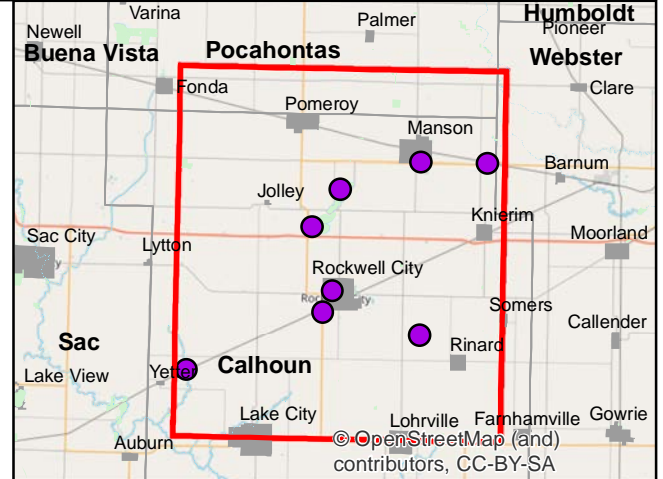 Varina
Palmer
Humboldt
Pioneer
Newell
Buena Vista
Pocahontas
Webster
Fonda
Clare
Pomeroy
Manson
Barnum
Jolley
Knierim
Sac City
Lytton
Moorland
Rockwell City
Somers
Callender
Sac
Rinard
Yetter
Calhoun
Lake View
Lake City
Lohrville
Farnhamville
Gowrie
Auburn
© OpenStreetMap (and)
contributors, CC-BY-SA